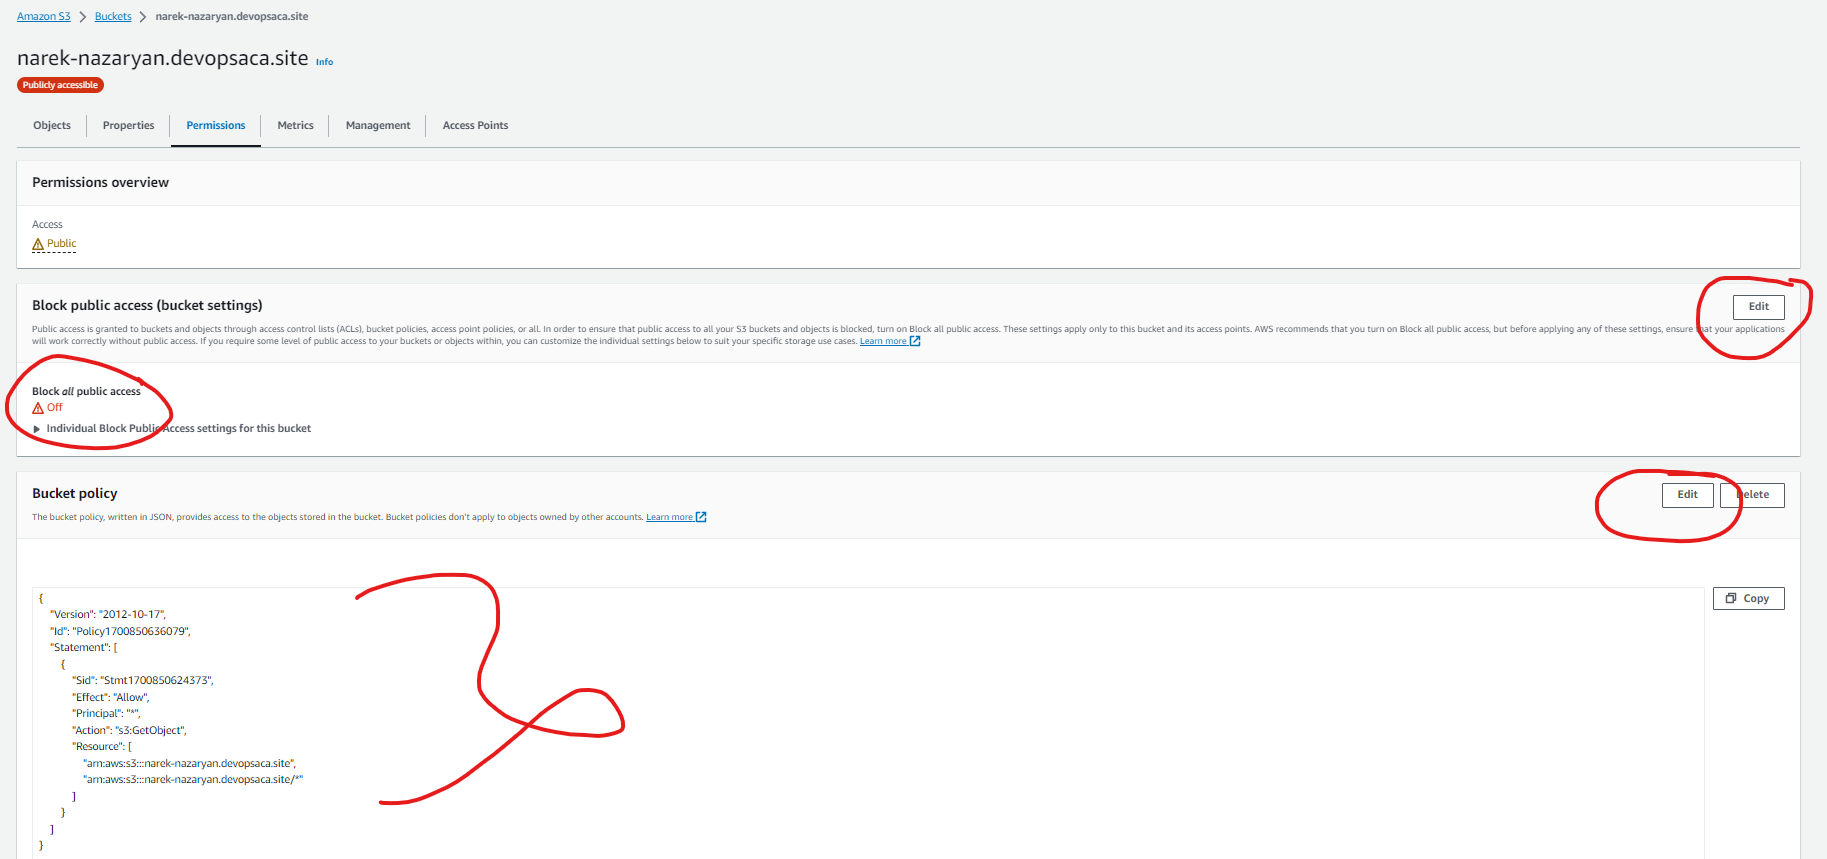 Amazon S3 > Buckets > narek-nazaryan.devopsaca.site
narek-nazaryan.devopsaca.site Info
Publicly accessible
Objects Properties Permissions Metrics Management Access Points
Permissions overview
Access
Public
Block public access (bucket settings)
Edit
Public access is granted to buckets and objects through access control lists (ACLs), bucket policies, access point policies, or all. In order to ensure that public access to all your S3 buckets and objects is blocked, turn on Block all public access. These settings apply only to this bucket and its access points. AWS recommends that you turn on Block all public access, but before applying any of these settings, ensure that your applications
will work correctly without public access. If you require some level of public access to your buckets or objects within, you can customize the individual settings below to suit your specific storage use cases. Learn more
Block all public access
Off
Individual Block Public Access settings for this bucket
Bucket policy
Edit Delete
The bucket policy, written in JSON, provides access to the objects stored in the bucket. Bucket policies don't apply to objects owned by other accounts. Learn more
Copy
{
"Version": "2012-10-17",
"Id": "Policy1700850636079",
"Statement": [
{
"Sid": "Stmt1700850624373",
"Effect": "Allow",
"Principal": "*",
"Action": "s3:GetObject",
"Resource": [
"arn:aws:s3:::narek-nazaryan.devopsaca.site",
"arn:aws:s3:::narek-nazaryan.devopsaca.site/*"
]
}
]
}